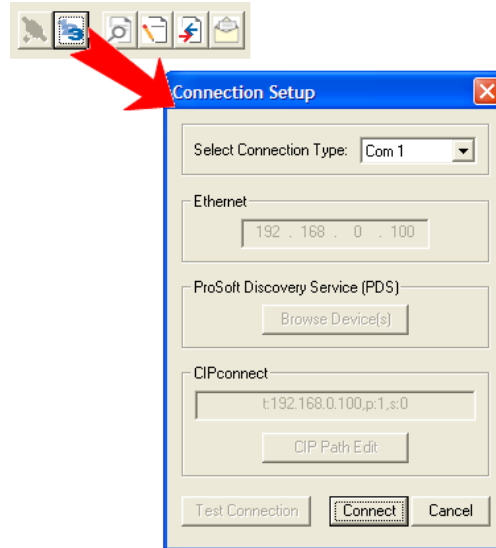 Connection Setup
Select Connection Type: Com 1
Ethernet
192 . 168 . 0 . 100
ProSoft Discovery Service (PDS)
Browse Device(s)
CIPconnect
t:192.168.0.100,p:1,s:0
CIP Path Edit
Test Connection Connect Cancel